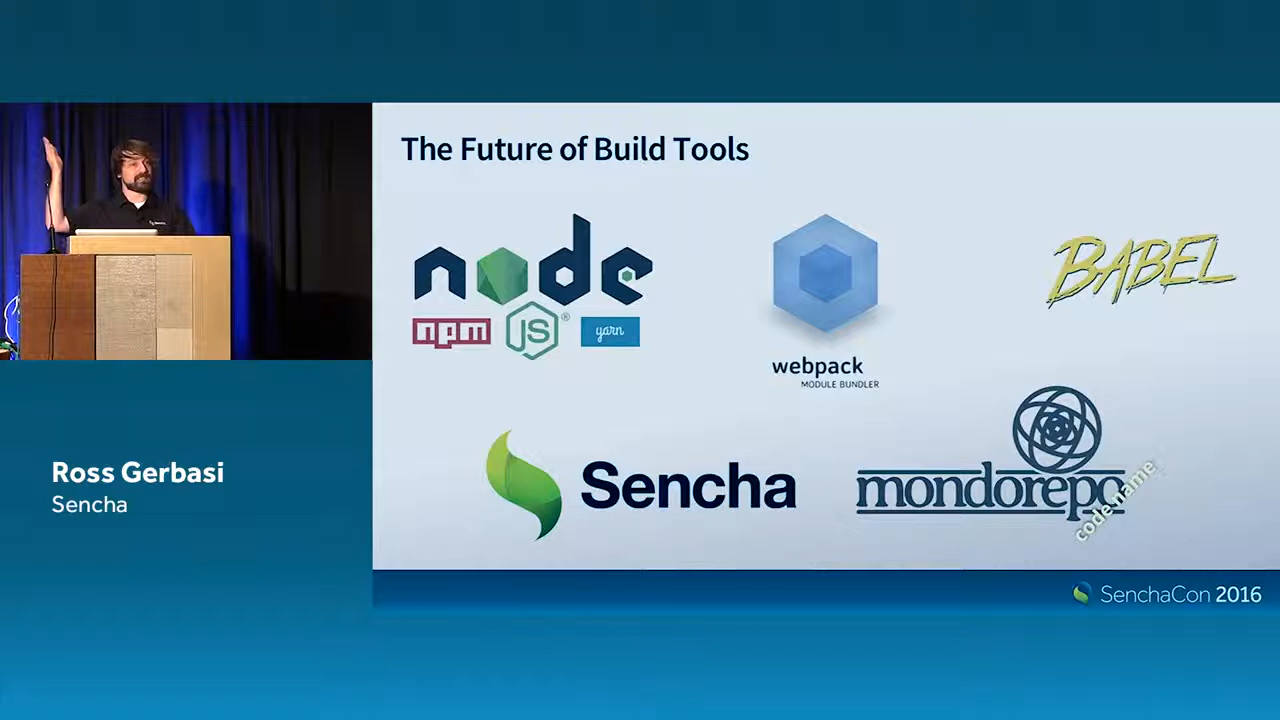 The Future of Build Tools
node
npm
JS
®
yarn
webpack
MODULE BUNDLER
BABEL
Sencha
mondorepo
code name
Ross Gerbasi
Sencha
SenchaCon 2016